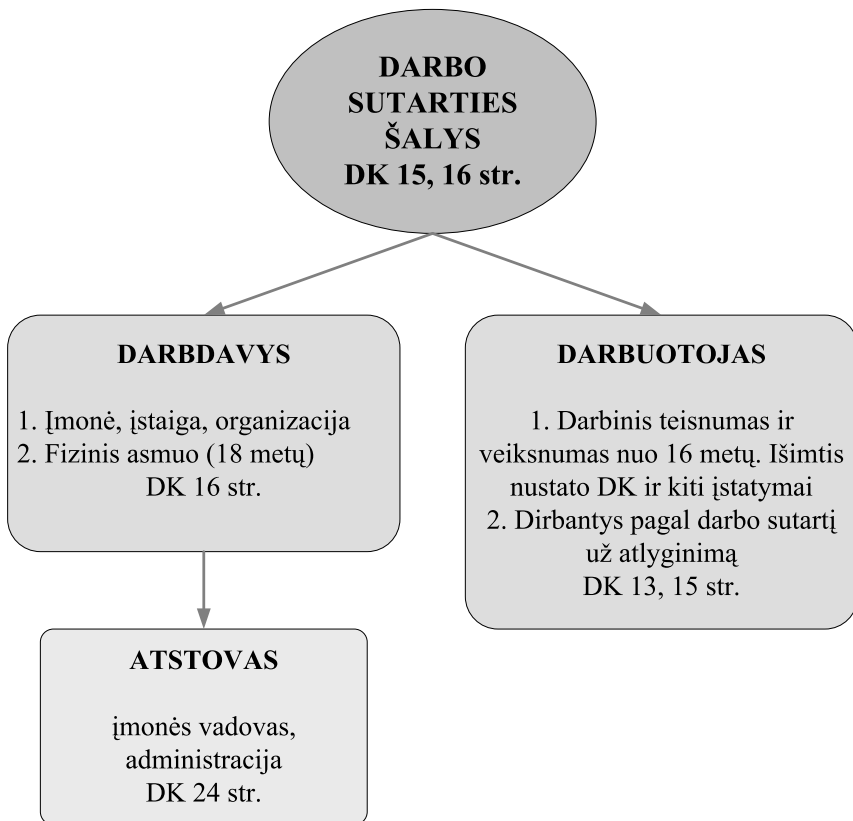 DARBO
SUTARTIES
ŠALYS
DK 15, 16 str.
DARBDAVYS
1. Įmonė, įstaiga, organizacija
2. Fizinis asmuo (18 metų)
DK 16 str.
DARBUOTOJAS
1. Darbinis teisnumas ir
veiksnumas nuo 16 metų. Išimtis
nustato DK ir kiti įstatymai
2. Dirbantys pagal darbo sutartį
už atlyginimą
DK 13, 15 str.
ATSTOVAS
įmonės vadovas,
administracija
DK 24 str.